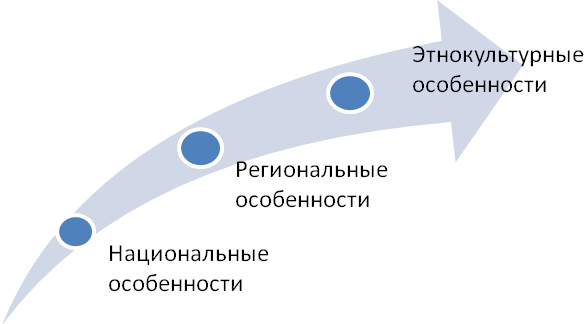 Этнокультурные
особенности
Региональные
особенности
Национальные
особенности